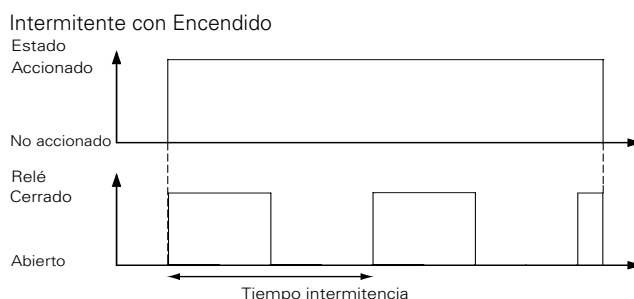 Intermitente con Encendido
Estado
Accionado
No accionado
Relé
Cerrado
Abierto
Tiempo intermitencia